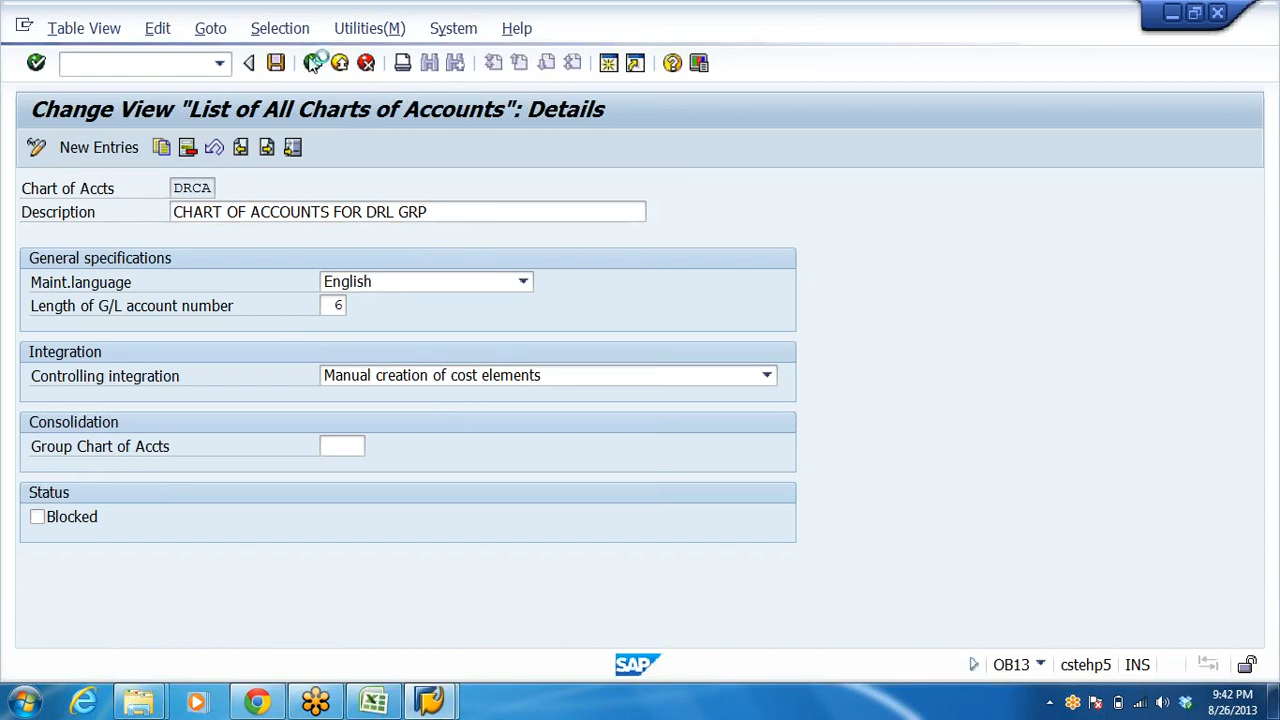 Table View Edit Goto Selection Utilities(M) System Help
Change View "List of All Charts of Accounts": Details
New Entries
Chart of Accts DRCA
Description CHART OF ACCOUNTS FOR DRL GRP
General specifications
Maint.language English
Length of G/L account number 6
Integration
Controlling integration Manual creation of cost elements
Consolidation
Group Chart of Accts
Status
Blocked
SAP OB13 cstehp5 INS
9:42 PM
8/26/2013